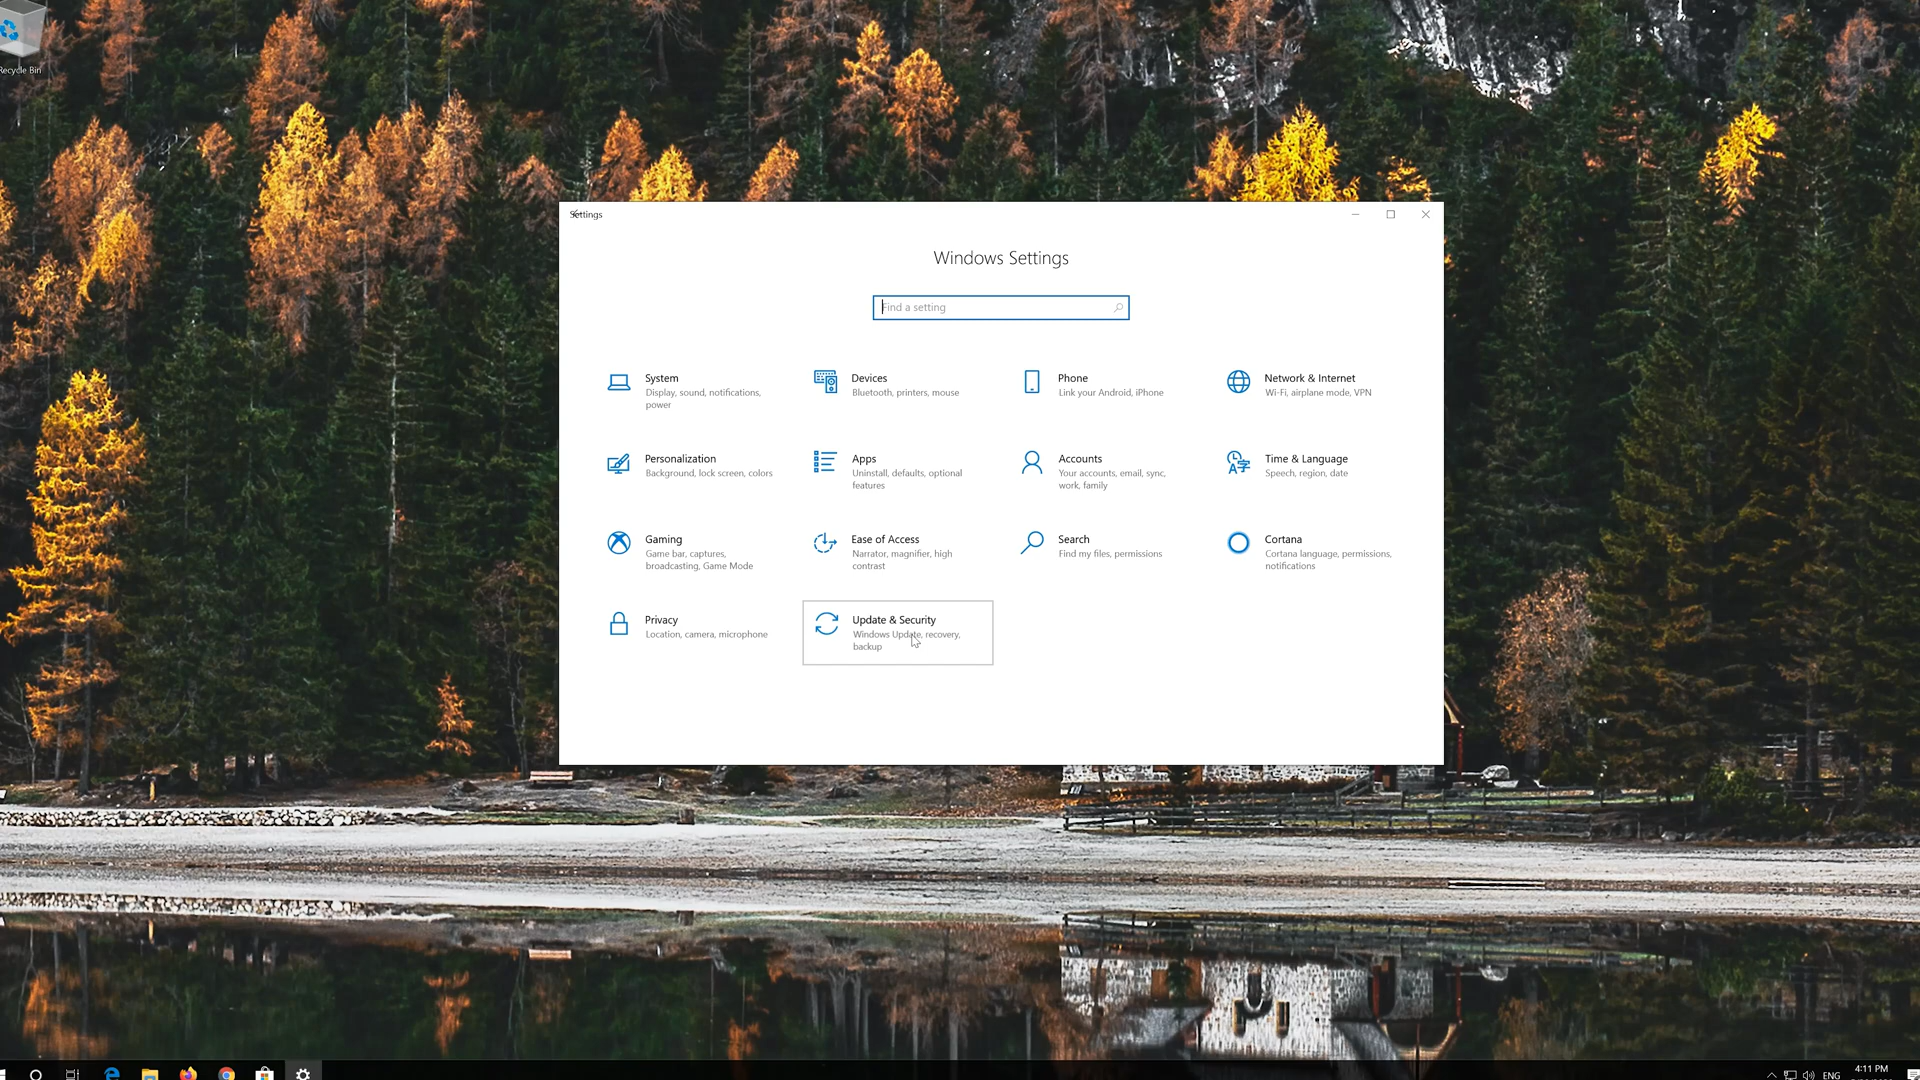 Recycle Bin
Settings
Windows Settings
Find a setting
System
Display, sound, notifications,
power
Devices
Bluetooth, printers, mouse
Phone
Link your Android, iPhone
Network & Internet
Wi-Fi, airplane mode, VPN
Personalization
Background, lock screen, colors
Apps
Uninstall, defaults, optional
features
Accounts
Your accounts, email, sync,
work, family
Time & Language
Speech, region, date
Gaming
Game bar, captures,
broadcasting, Game Mode
Ease of Access
Narrator, magnifier, high
contrast
Search
Find my files, permissions
Cortana
Cortana language, permissions,
notifications
Privacy
Location, camera, microphone
Update & Security
Windows Update, recovery,
backup
ENG
4:11 PM